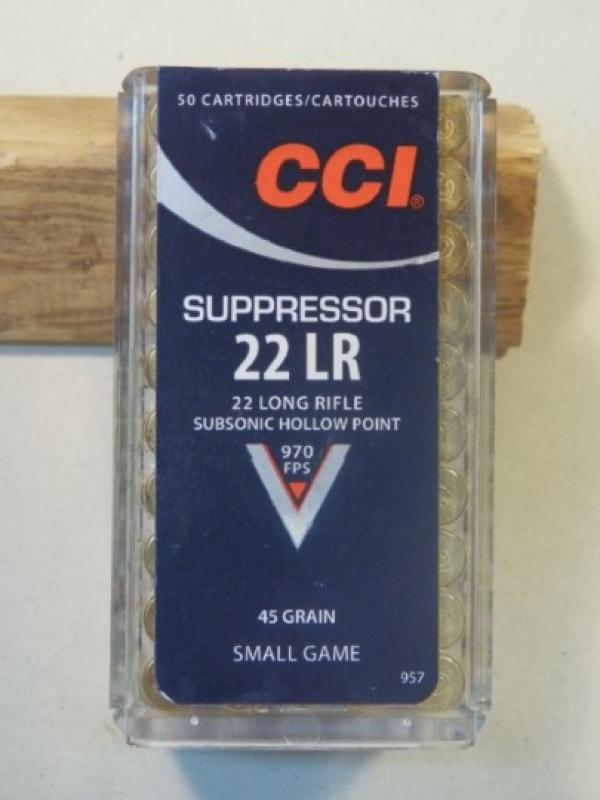 50 CARTRIDGES/CARTOUCHES
CCI®
SUPPRESSOR
22 LR
22 LONG RIFLE
SUBSONIC HOLLOW POINT
970
FPS
45 GRAIN
SMALL GAME
957